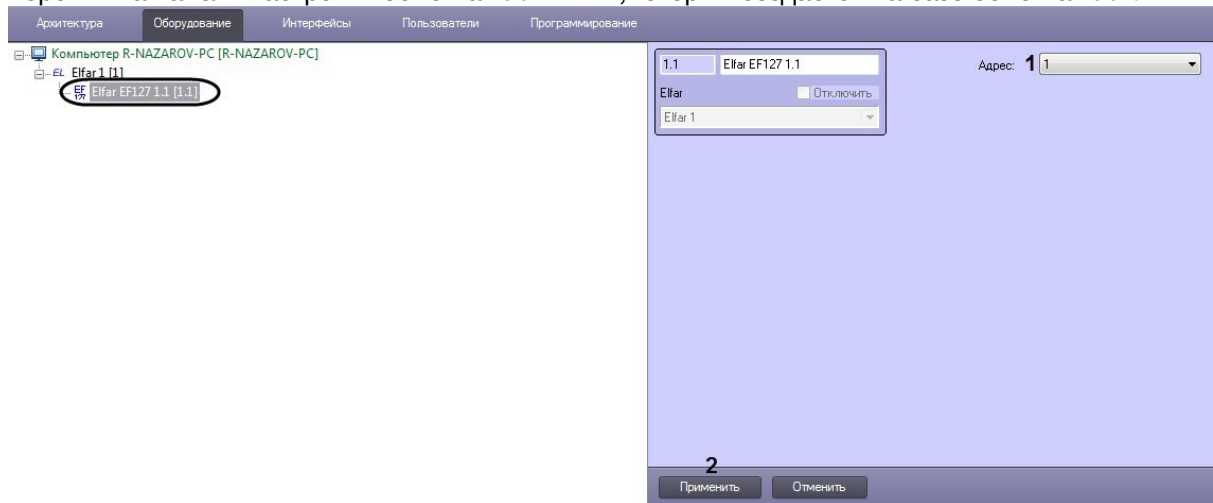 Архитектура Оборудование Интерфейсы Пользователи Программирование
Компьютер R-NAZAROV-PC [R-NAZAROV-PC]
EL Elfar 1 [1]
Elfar EF127 1.1 [1.1]
1.1 Elfar EF127 1.1
Elfar Отключить
Elfar 1
Адрес: 1 1
2
Применить Отменить